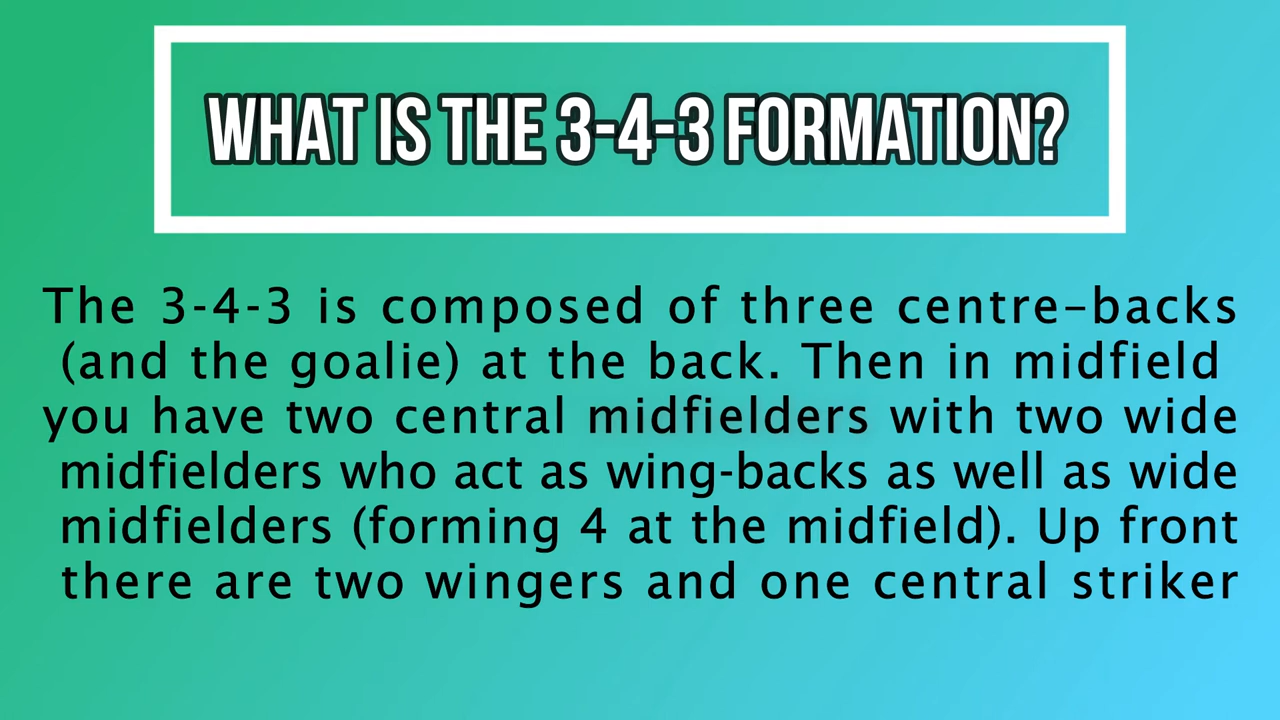 WHAT IS THE 3-4-3 FORMATION?
The 3-4-3 is composed of three centre–backs
(and the goalie) at the back. Then in midfield
you have two central midfielders with two wide
midfielders who act as wing-backs as well as wide
midfielders (forming 4 at the midfield). Up front
there are two wingers and one central striker